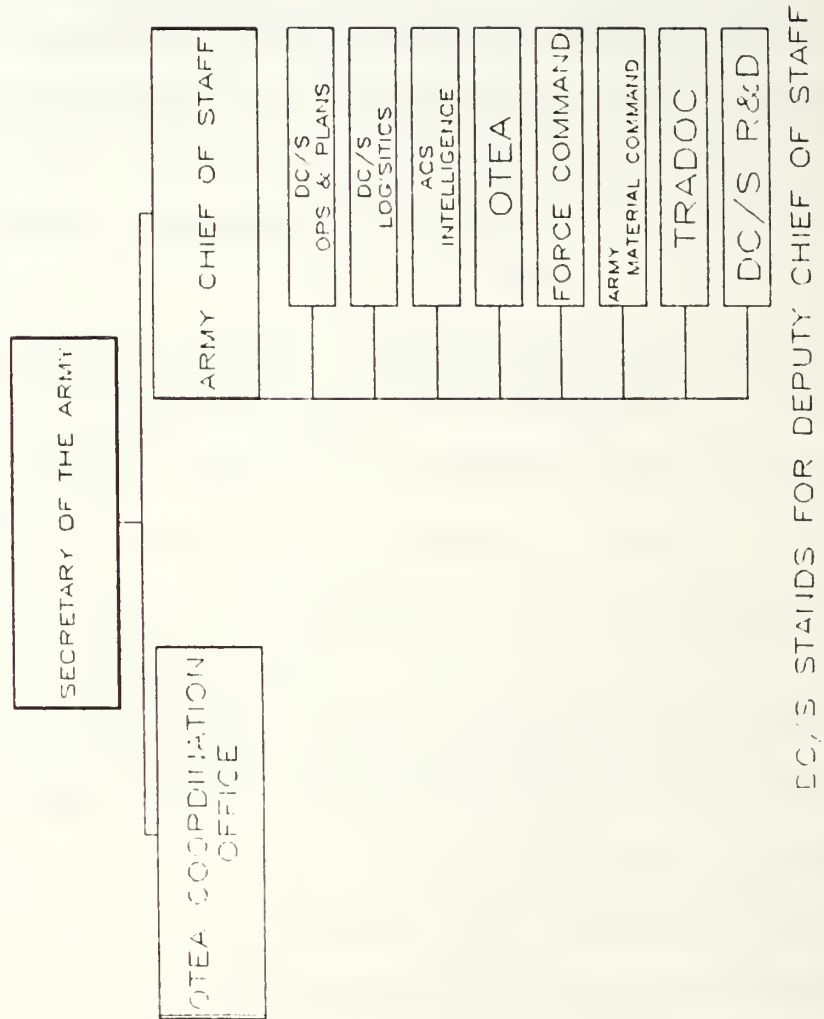 SECRETARY OF THE ARMY
OTEA COORDINATION
OFFICE
ARMY CHIEF OF STAFF
DC/S
OPS & PLANS
DC/S
LOGSITICS
ACS
INTELLIGENCE
OTEA
FORCE COMMAND
ARMY
MATERIAL COMMAND
TRADOC
DC/S R&D
DC/S STANDS FOR DEPUTY CHIEF OF STAFF